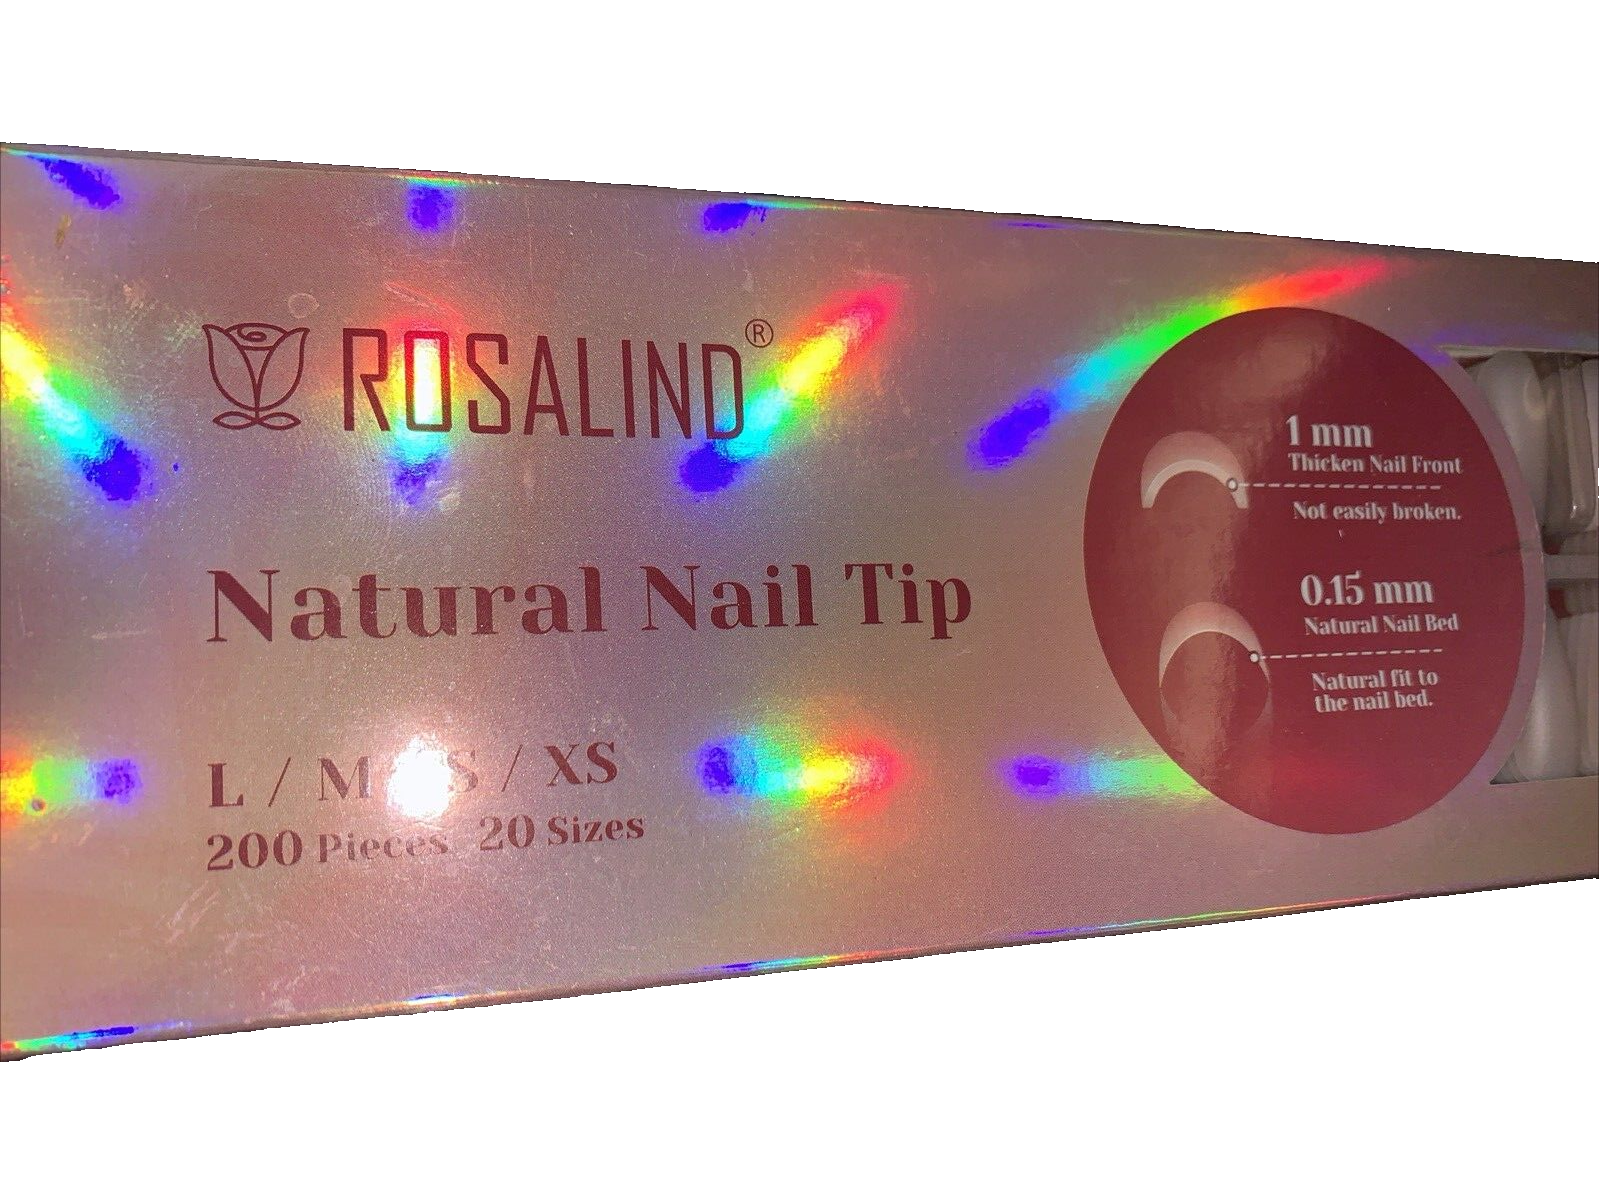 ROSALIND®
Natural Nail Tip
L / M / S / XS
200 Pieces 20 Sizes
1 mm
Thicken Nail Front
Not easily broken.
0.15 mm
Natural Nail Bed
Natural fit to
the nail bed.